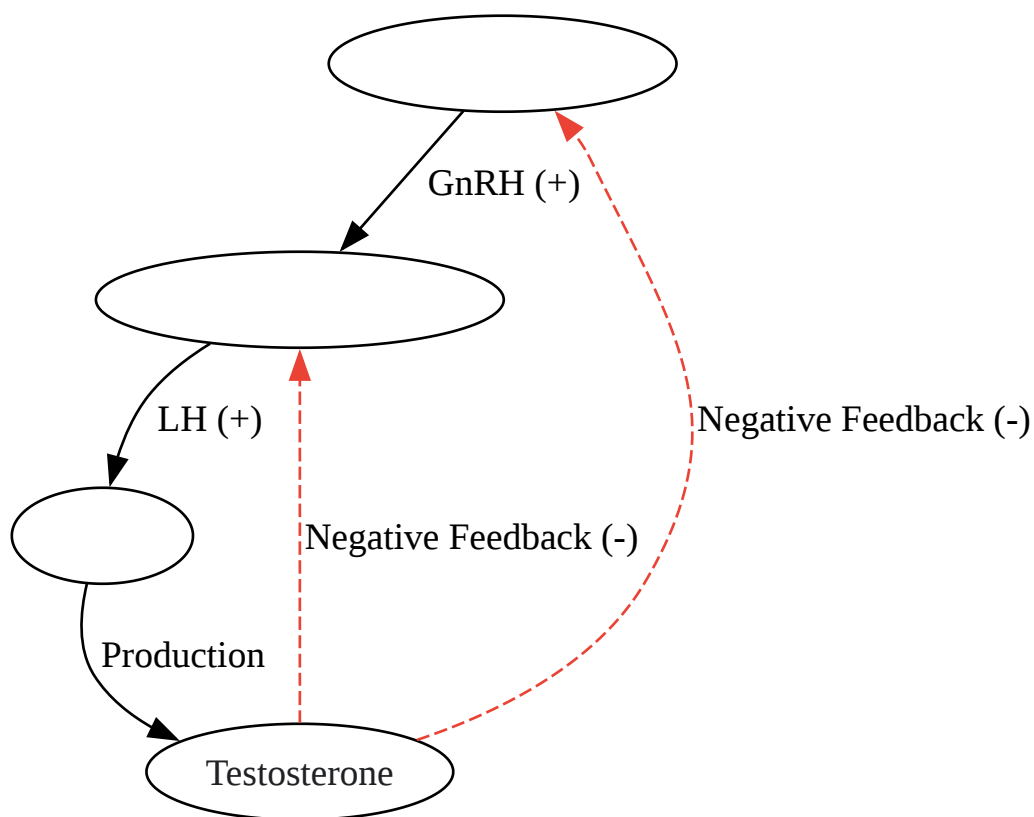 GnRH (+)
LH (+)
Negative Feedback (-)
Negative Feedback (-)
Production
Testosterone